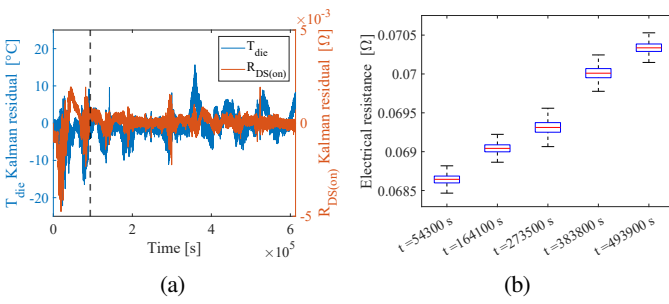 ×10⁻³
20
10
0
-10
-20
T_die Kalman residual [°C]
T_die
R_DS(on)
5
0
-5
R_DS(on) Kalman residual [Ω]
0
2
4
6
Time [s]
×10⁵
(a)
0.0705
0.07
0.0695
0.069
0.0685
Electrical resistance [Ω]
t=54300 s
t=164100 s
t=273500 s
t=383800 s
t=493900 s
(b)